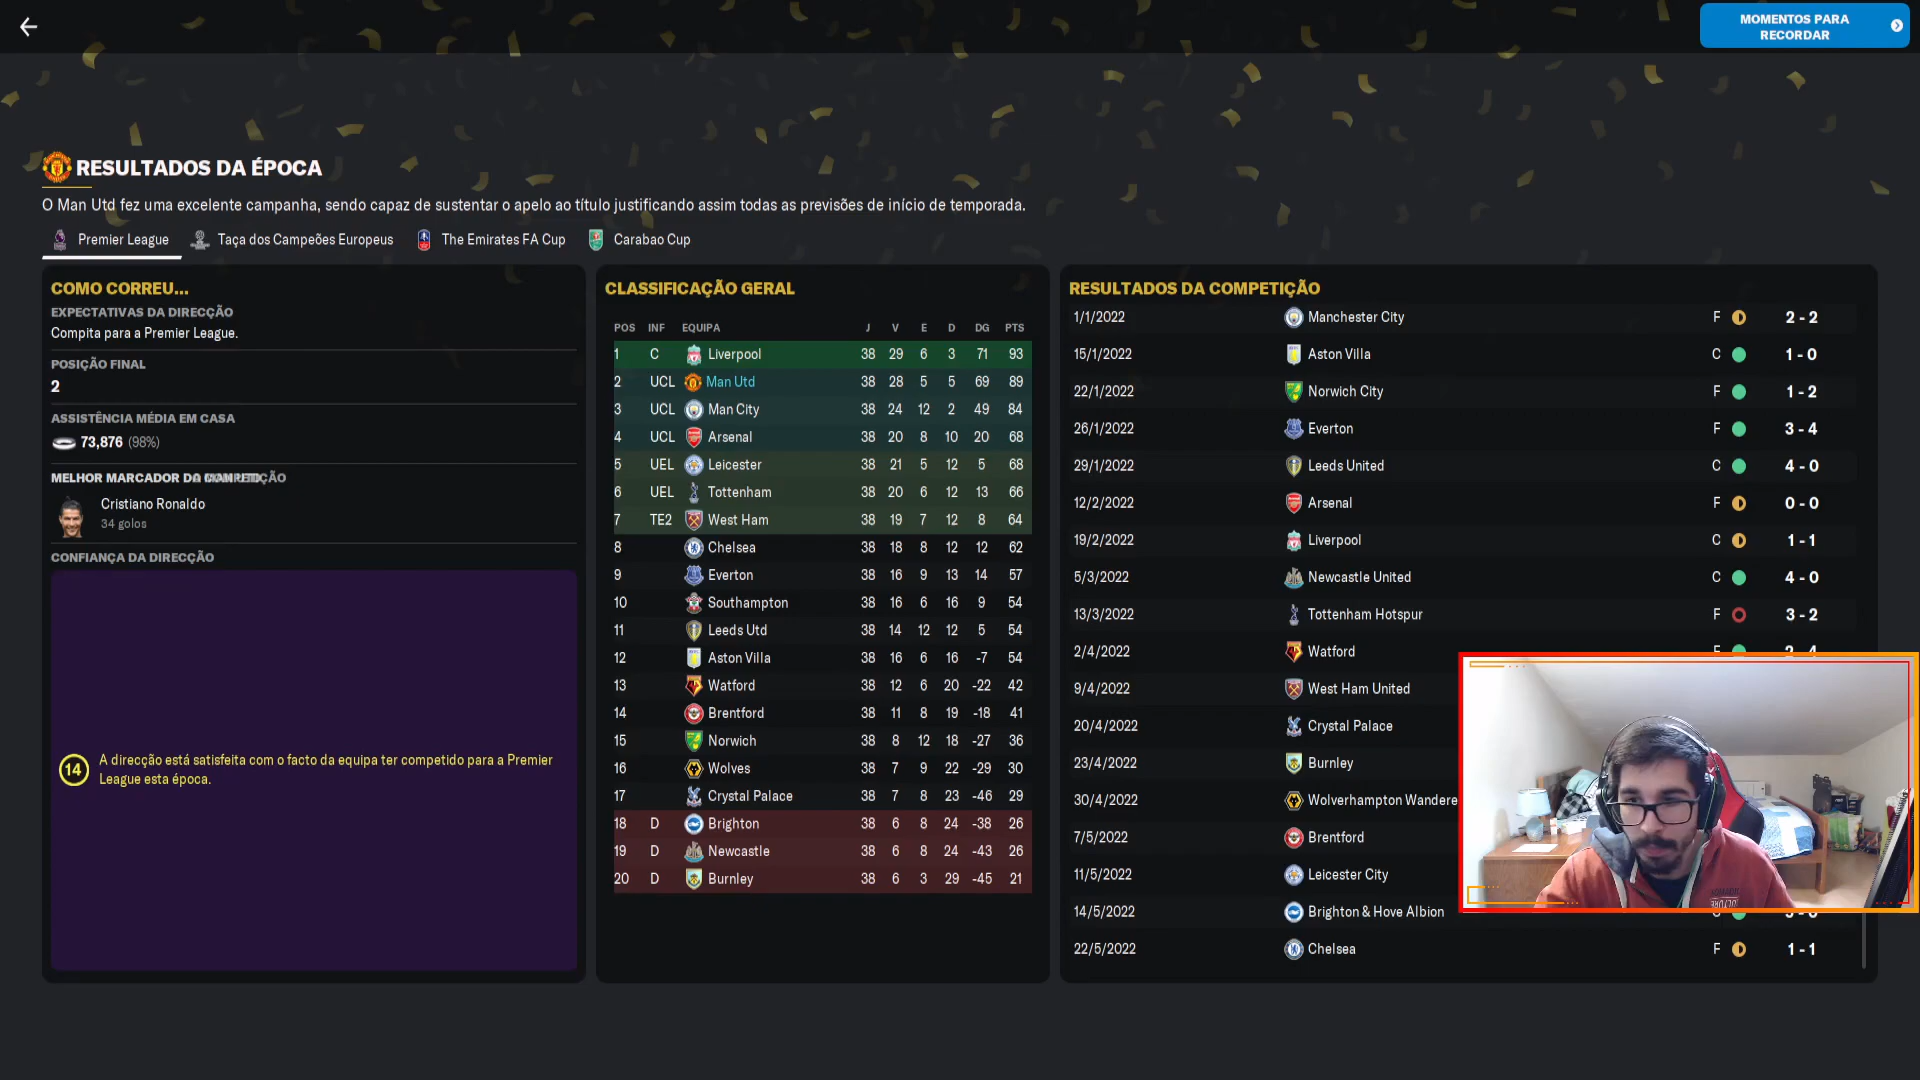 MOMENTOS PARA
RECORDAR
RESULTADOS DA ÉPOCA
O Man Utd fez uma excelente campanha, sendo capaz de sustentar o apelo ao título justificando assim todas as previsões de início de temporada.
Premier League Taça dos Campeões Europeus The Emirates FA Cup Carabao Cup
COMO CORREU...
EXPECTATIVAS DA DIRECÇÃO
Compita para a Premier League.
POSIÇÃO FINAL
2
ASSISTÊNCIA MÉDIA EM CASA
73,876 (98%)
MELHOR MARCADOR
Cristiano Ronaldo
34 golos
CONFIANÇA DA DIRECÇÃO
14
A direcção está satisfeita com o facto da equipa ter competido para a Premier
League esta época.
CLASSIFICAÇÃO GERAL
POS INF EQUIPA J V E D DG PTS
1 C Liverpool 38 29 6 3 71 93
2 UCL Man Utd 38 28 5 5 69 89
3 UCL Man City 38 24 12 2 49 84
4 UCL Arsenal 38 20 8 10 20 68
5 UEL Leicester 38 21 5 12 5 68
6 UEL Tottenham 38 20 6 12 13 66
7 TE2 West Ham 38 19 7 12 8 64
8 Chelsea 38 18 8 12 12 62
9 Everton 38 16 9 13 14 57
10 Southampton 38 16 6 16 9 54
11 Leeds Utd 38 14 12 12 5 54
12 Aston Villa 38 16 6 16 -7 54
13 Watford 38 12 6 20 -22 42
14 Brentford 38 11 8 19 -18 41
15 Norwich 38 8 12 18 -27 36
16 Wolves 38 7 9 22 -29 30
17 Crystal Palace 38 7 8 23 -46 29
18 D Brighton 38 6 8 24 -38 26
19 D Newcastle 38 6 8 24 -43 26
20 D Burnley 38 6 3 29 -45 21
RESULTADOS DA COMPETIÇÃO
1/1/2022 Manchester City F 2 - 2
15/1/2022 Aston Villa C 1 - 0
22/1/2022 Norwich City F 1 - 2
26/1/2022 Everton F 3 - 4
29/1/2022 Leeds United C 4 - 0
12/2/2022 Arsenal F 0 - 0
19/2/2022 Liverpool C 1 - 1
5/3/2022 Newcastle United C 4 - 0
13/3/2022 Tottenham Hotspur F 3 - 2
2/4/2022 Watford F 2 - 4
9/4/2022 West Ham United
20/4/2022 Crystal Palace
23/4/2022 Burnley
30/4/2022 Wolverhampton Wandere
7/5/2022 Brentford
11/5/2022 Leicester City
14/5/2022 Brighton & Hove Albion
22/5/2022 Chelsea F 1 - 1